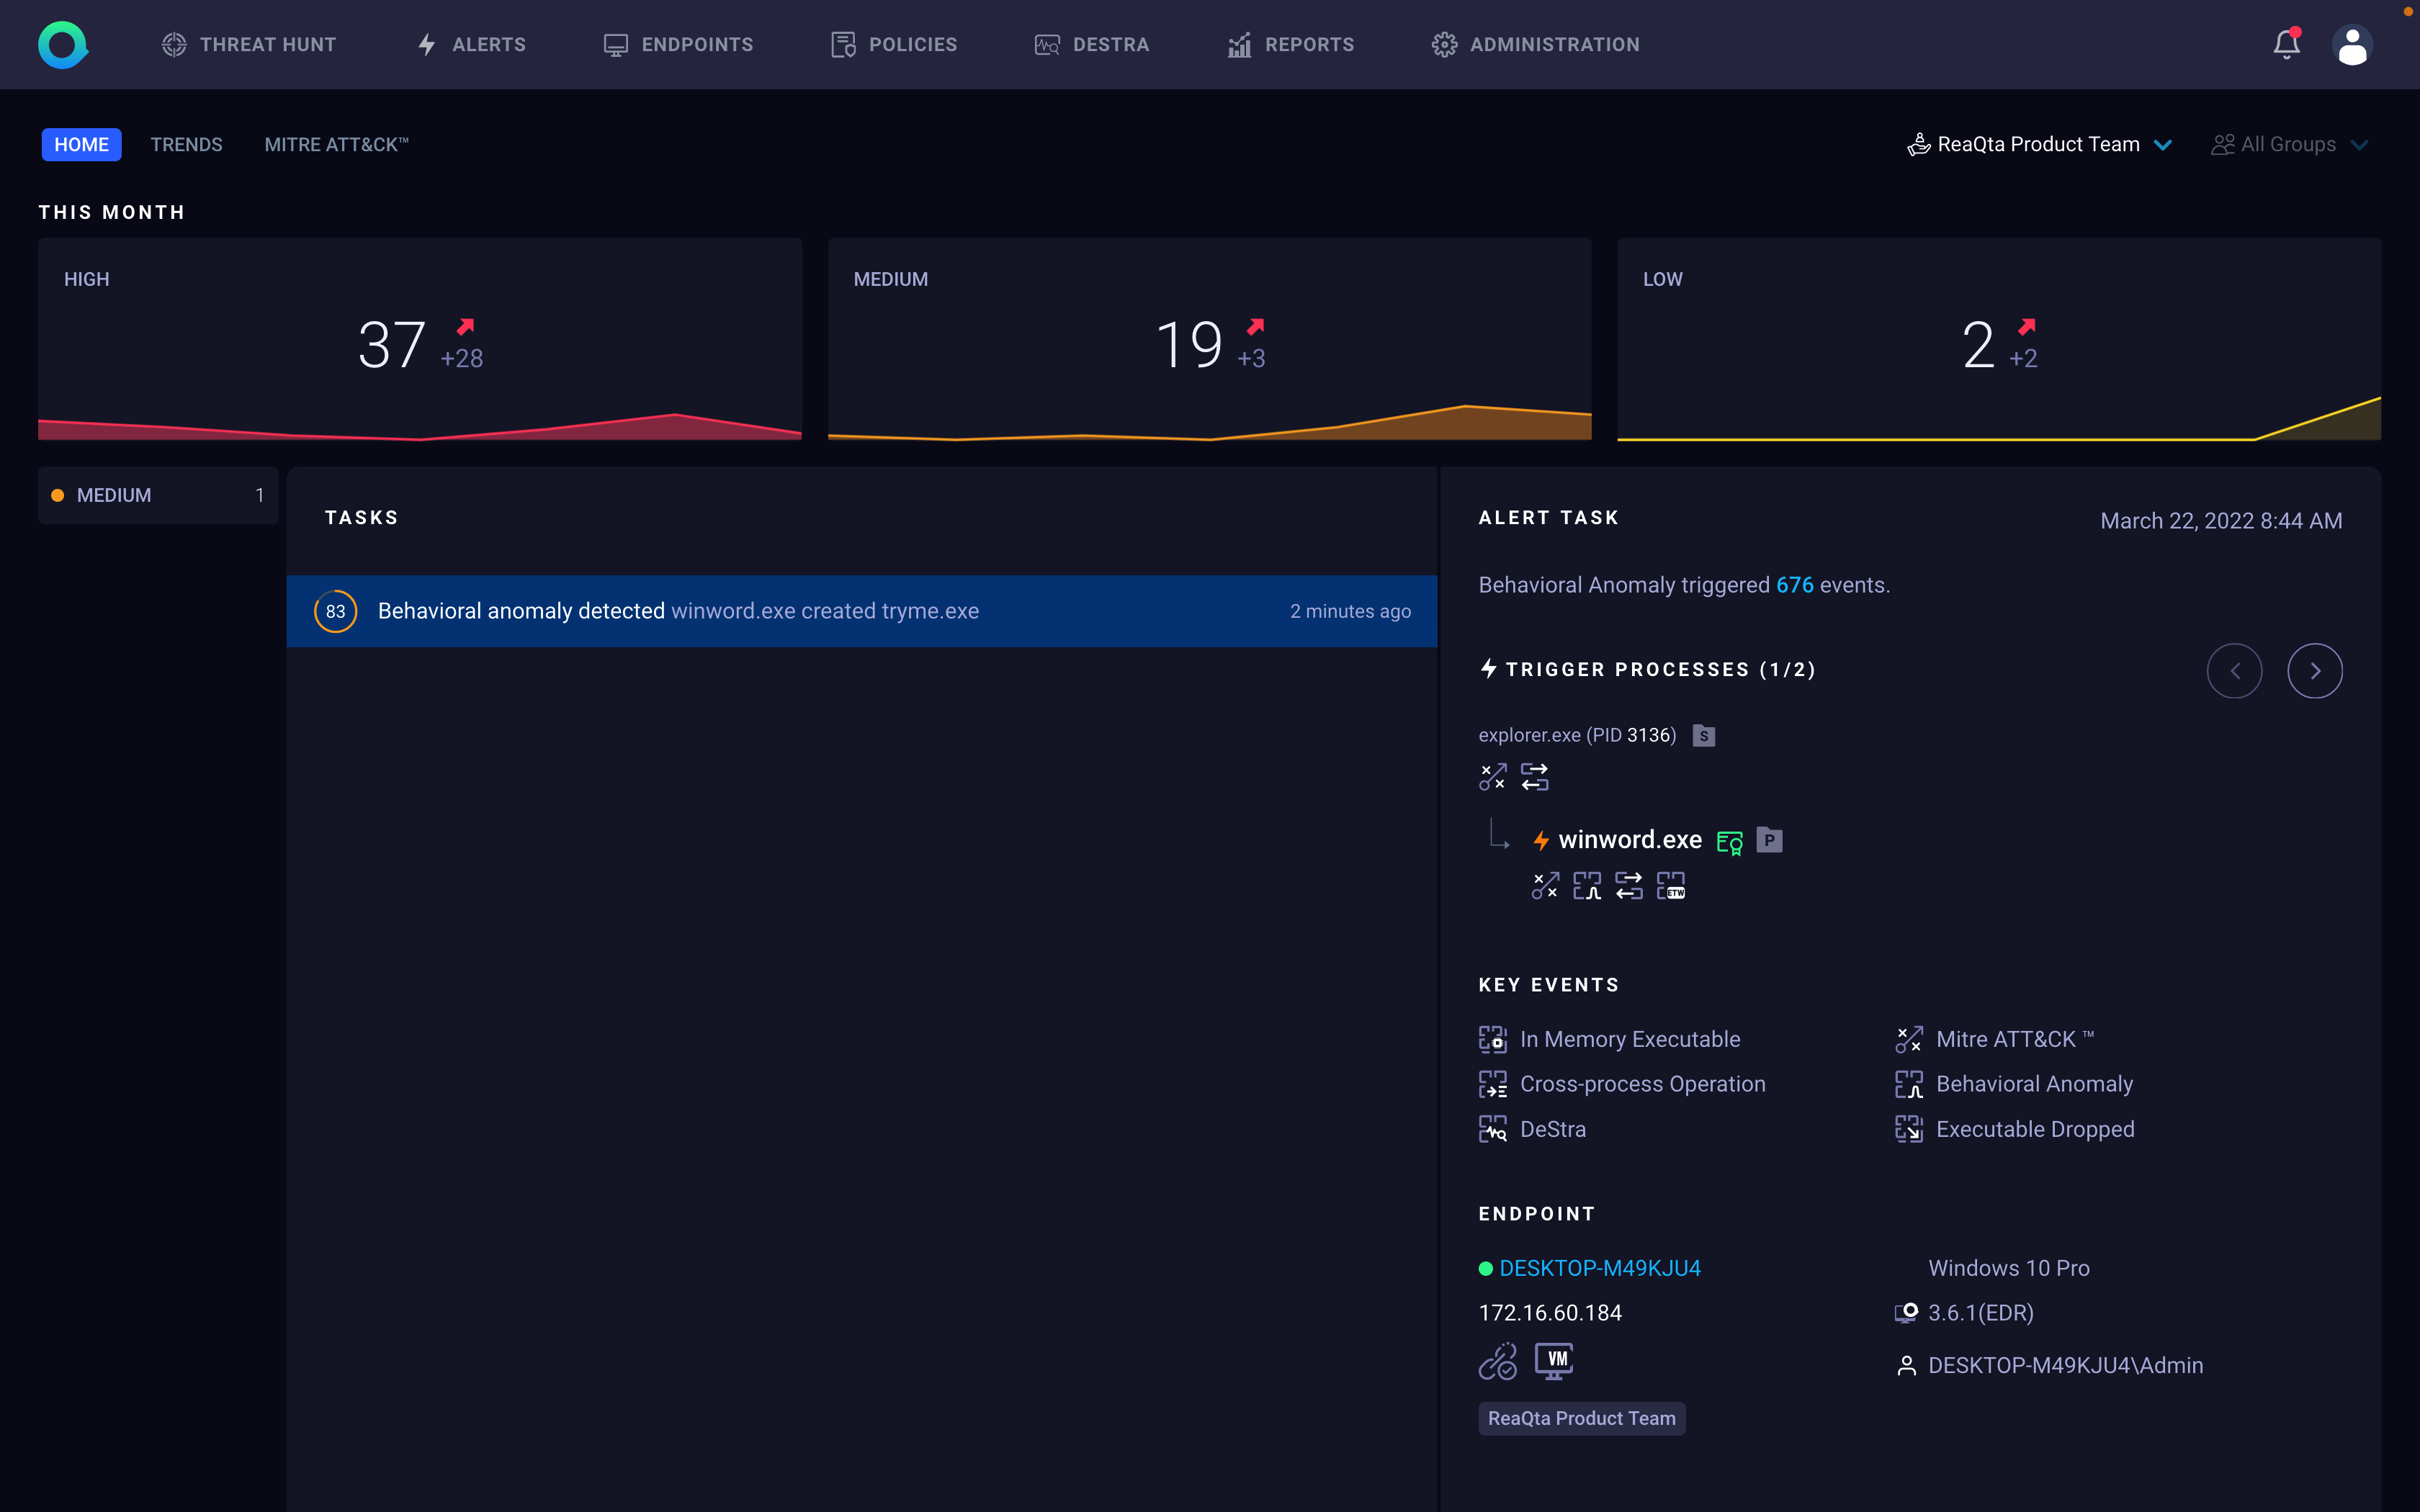 THREAT HUNT ALERTS ENDPOINTS POLICIES DESTRA REPORTS ADMINISTRATION
HOME TRENDS MITRE ATT&CK™ ReaQta Product Team All Groups
THIS MONTH
HIGH
37 +28
MEDIUM
19 +3
LOW
2 +2
MEDIUM 1
TASKS
83 Behavioral anomaly detected winword.exe created tryme.exe 2 minutes ago
ALERT TASK March 22, 2022 8:44 AM
Behavioral Anomaly triggered 676 events.
TRIGGER PROCESSES (1/2)
explorer.exe (PID 3136) S
winword.exe P
ETW
KEY EVENTS
In Memory Executable Mitre ATT&CK ™
Cross-process Operation Behavioral Anomaly
DeStra Executable Dropped
ENDPOINT
DESKTOP-M49KJU4 Windows 10 Pro
172.16.60.184 3.6.1(EDR)
VM DESKTOP-M49KJU4\Admin
ReaQta Product Team